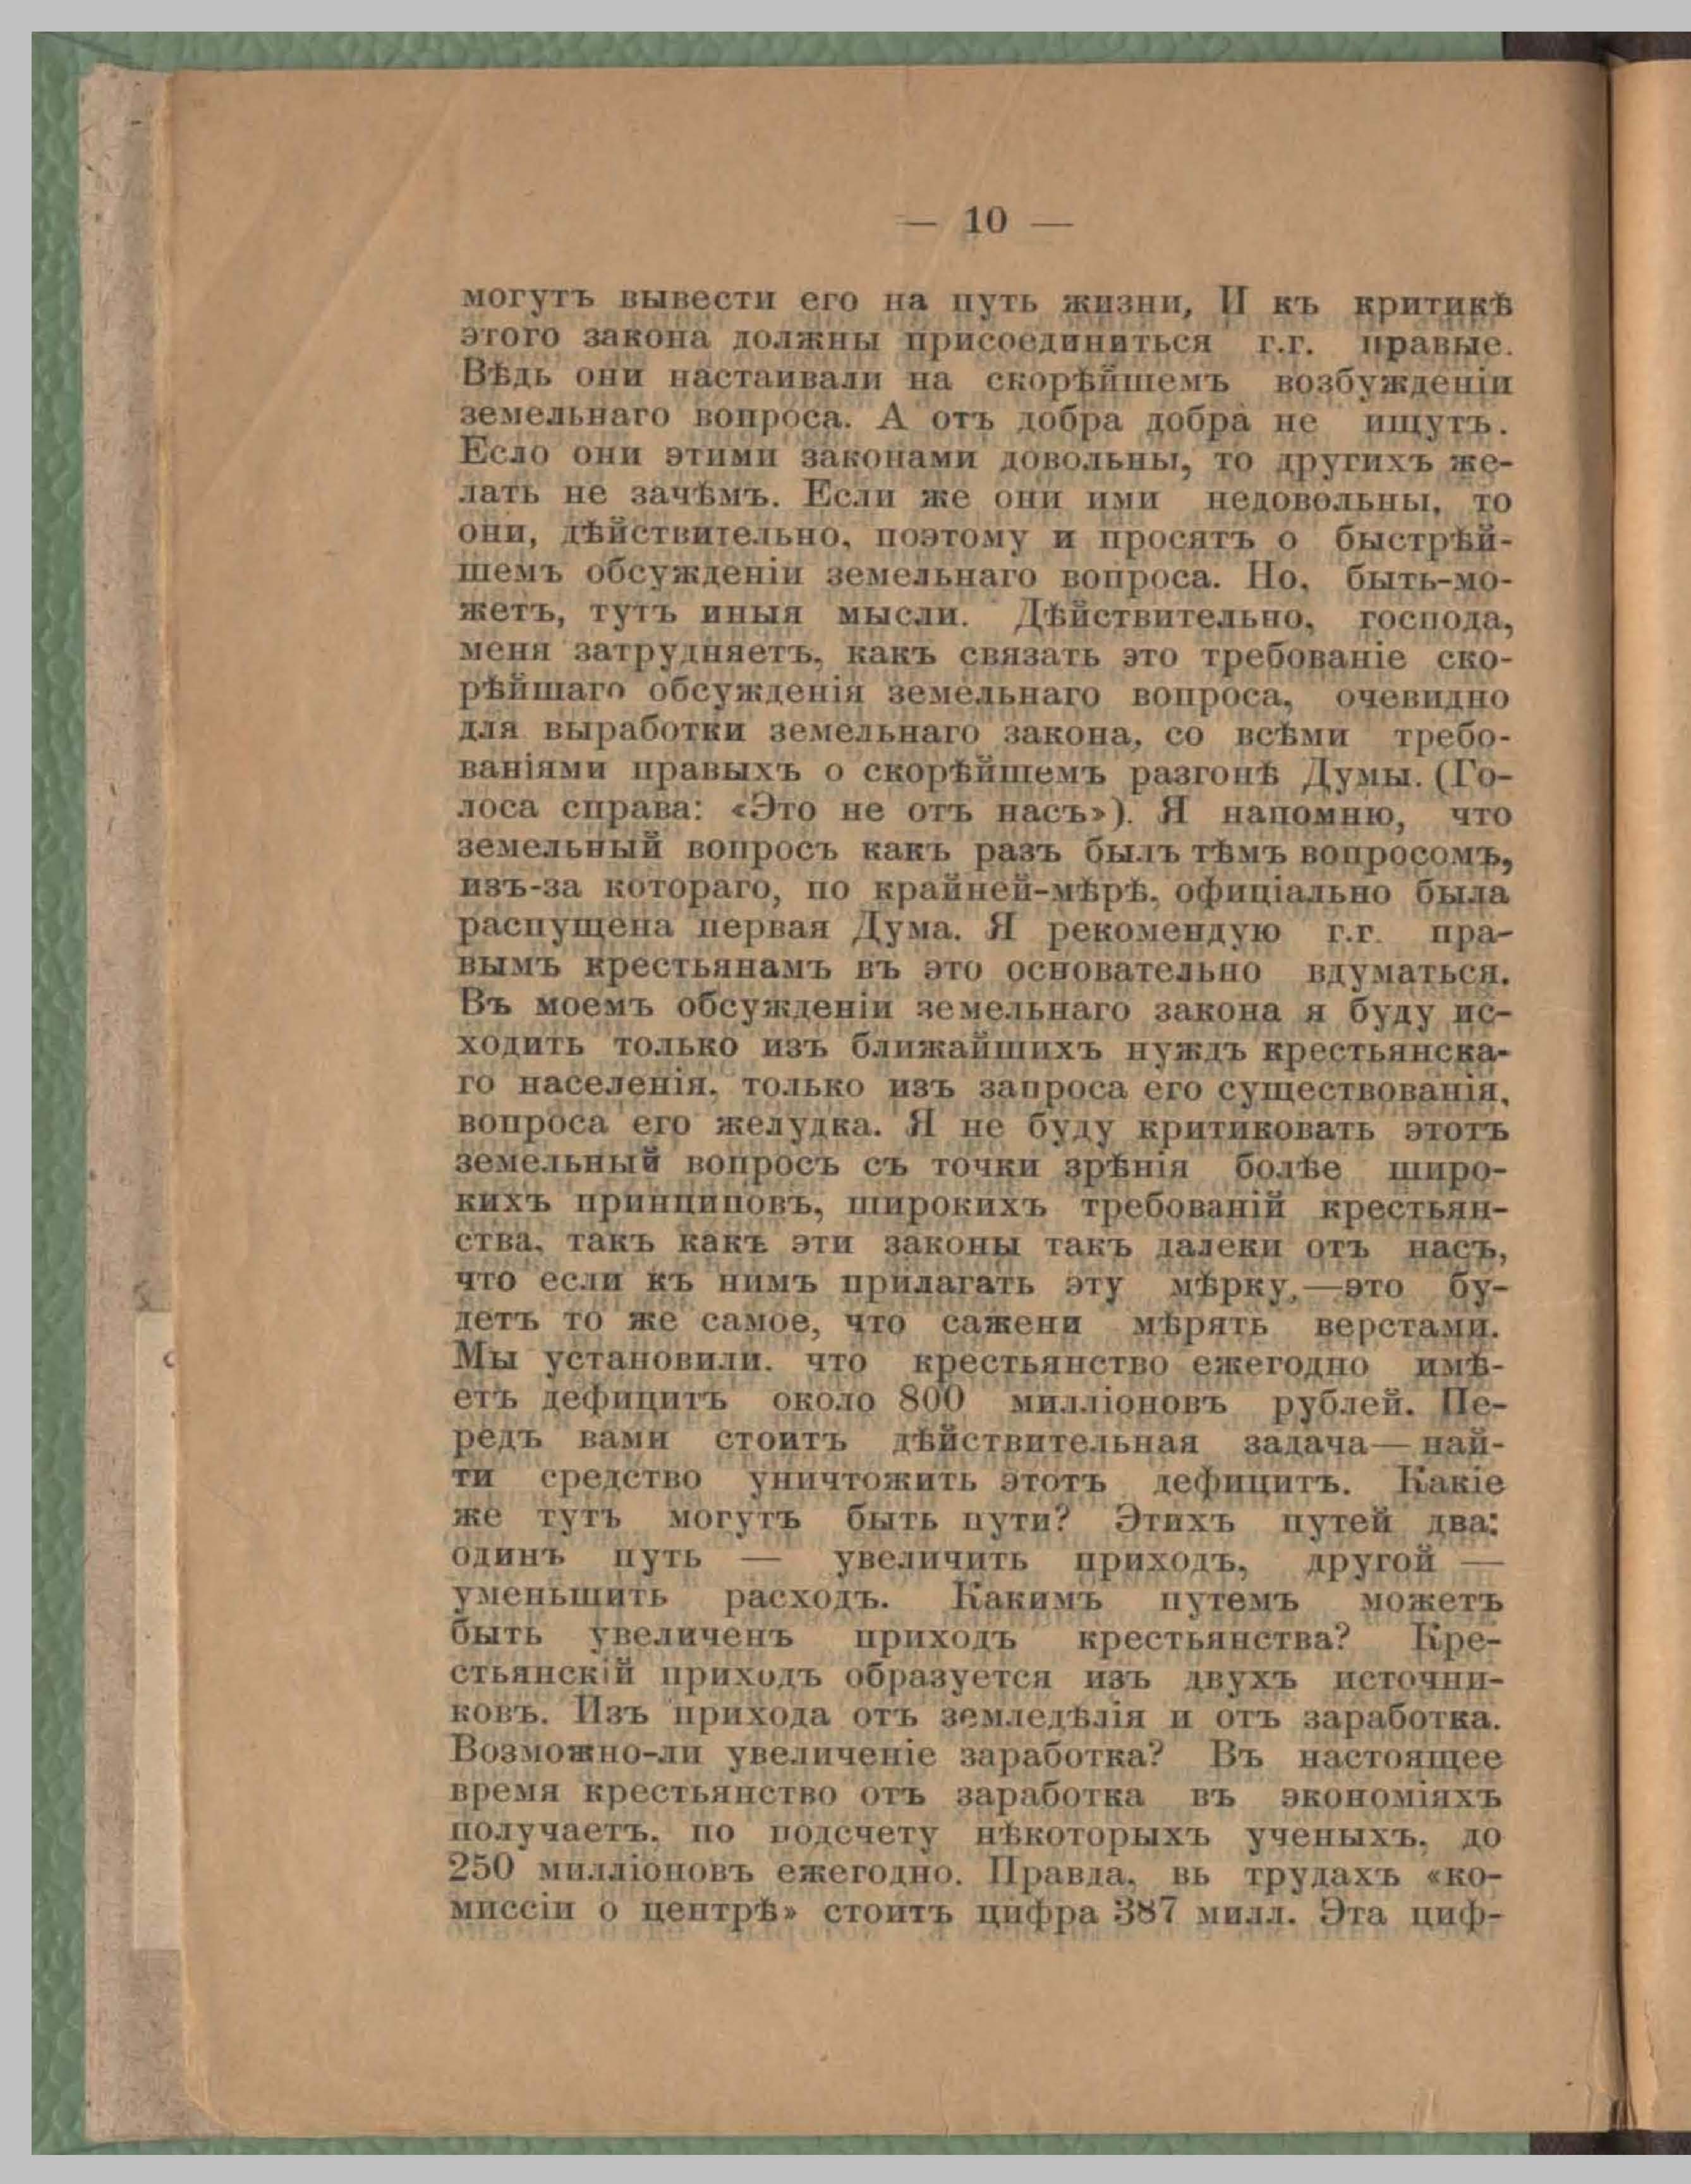 — 10 —
могутъ вывести его на путь жизни, И къ критикѣ
этого закона должны присоединиться г.г. правые.
Вѣдь они настаивали на скорѣйшемъ возбужденіи
земельнаго вопроса. А отъ добра добра не ищутъ.
Есло они этими законами довольны, то другихъ же-
лать не зачѣмъ. Если же они ими недовольны, то
они, дѣйствительно, поэтому и просятъ о быстрѣй-
шемъ обсужденіи земельнаго вопроса. Но, быть-мо-
жетъ, тутъ иныя мысли. Дѣйствительно, господа,
меня затрудняетъ, какъ связать это требованіе ско-
рѣйшаго обсужденія земельнаго вопроса, очевидно
для выработки земельнаго закона, со всѣми требо-
ваніями правыхъ о скорѣйшемъ разгонѣ Думы. (Го-
лоса справа: «Это не отъ насъ»). Я напомню, что
земельный вопросъ какъ разъ былъ тѣмъ вопросомъ,
изъ-за котораго, по крайней-мѣрѣ, офиціально была
распущена первая Дума. Я рекомендую г.г. пра-
вымъ крестьянамъ въ это основательно вдуматься.
Въ моемъ обсужденіи земельнаго закона я буду ис-
ходить только изъ ближайшихъ нуждъ крестьянска-
го населенія, только изъ запроса его существованія,
вопроса его желудка. Я не буду критиковать этотъ
земельный вопросъ съ точки зрѣнія болѣе широ-
кихъ принциповъ, широкихъ требованій крестьян-
ства, такъ какъ эти законы такъ далеки отъ насъ,
что если къ нимъ прилагать эту мѣрку,—это бу-
детъ то же самое, что сажени мѣрять верстами.
Мы установили. что крестьянство ежегодно имѣ-
етъ дефицитъ около 800 милліоновъ рублей. Пе-
редъ вами стоитъ дѣйствительная задача— най-
ти средство уничтожить этотъ дефицитъ. Какіе
же тутъ могутъ быть пути? Этихъ путей два:
одинъ путь — увеличить приходъ, другой —
уменьшить расходъ. Какимъ путемъ можетъ
быть увеличенъ приходъ крестьянства? Кре-
стьянскій приходъ образуется изъ двухъ источни-
ковъ. Изъ прихода отъ земледѣлія и отъ заработка.
Возможно-ли увеличеніе заработка? Въ настоящее
время крестьянство отъ заработка въ экономіяхъ
получаетъ, по подсчету нѣкоторыхъ ученыхъ, до
250 милліоновъ ежегодно. Правда, вь трудахъ «ко-
миссіи о центрѣ» стоитъ цифра 387 милл. Эта циф-